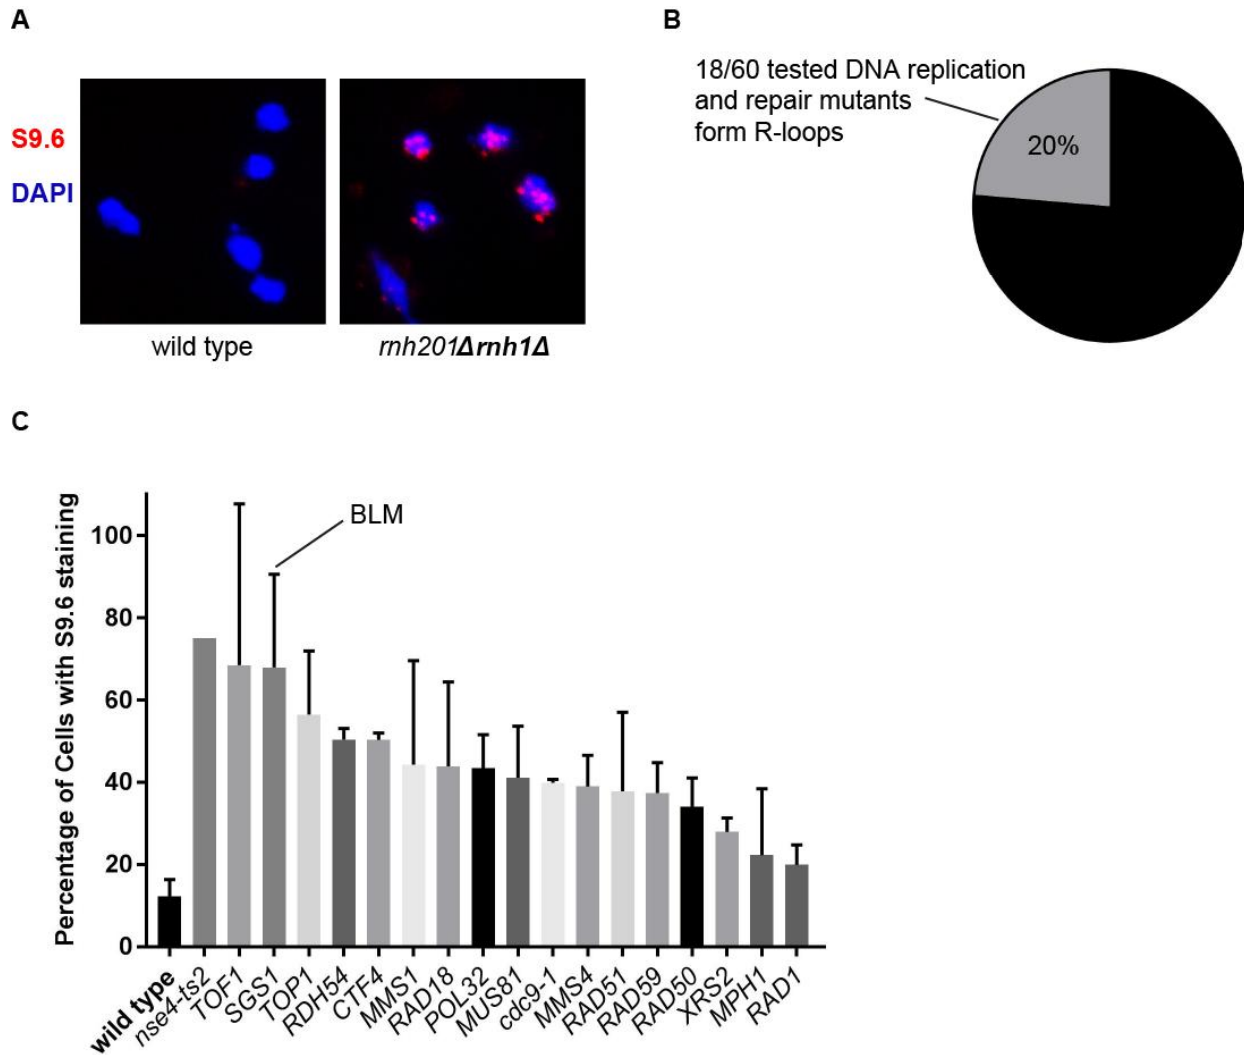 A
S9.6
DAPI
wild type
rnh201Δrnh1Δ
B
18/60 tested DNA replication
and repair mutants
form R-loops
20%
C
Percentage of Cells with S9.6 staining
100
80
60
40
20
0
BLM
wild type
nse4-ts2
TOF1
SGS1
TOP1
RDH54
CTF4
MMS1
RAD18
POL32
MUS81
cdc9-1
MMS4
RAD51
RAD59
RAD50
XRS2
MPH1
RAD1